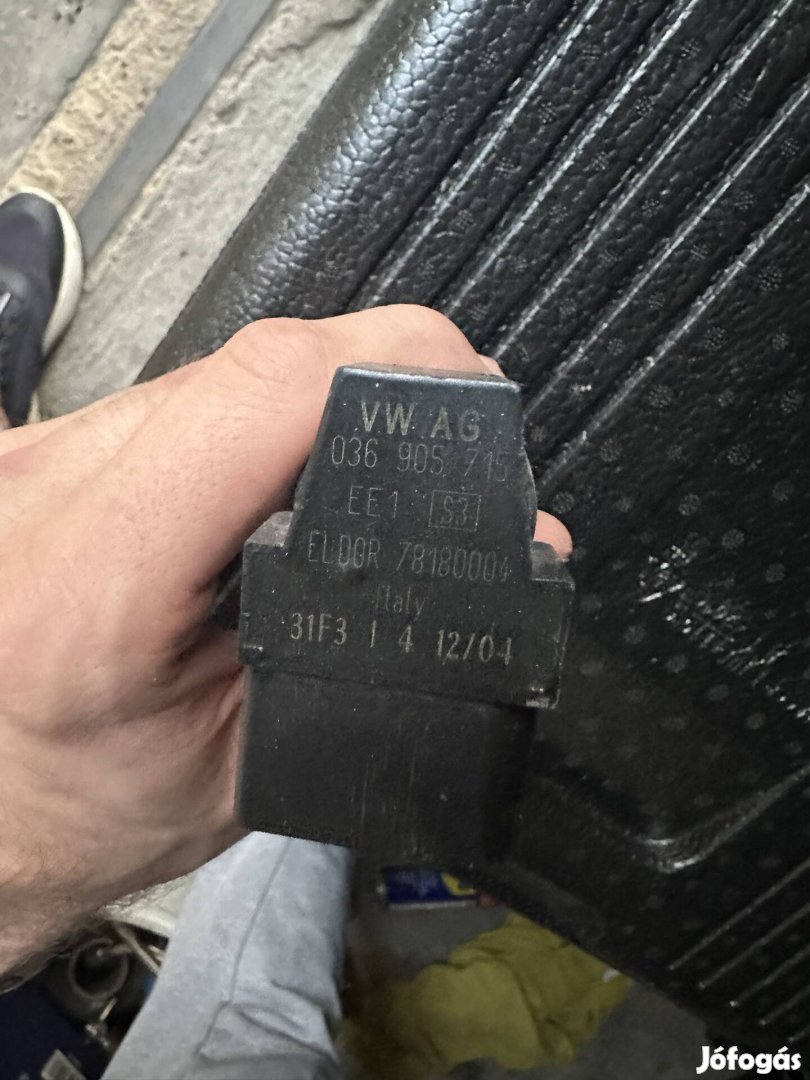 VW AG
036 905 715
EE1 S3
ELDOR 78180004
Italy
31F3 1 4 12/04
Jófogás